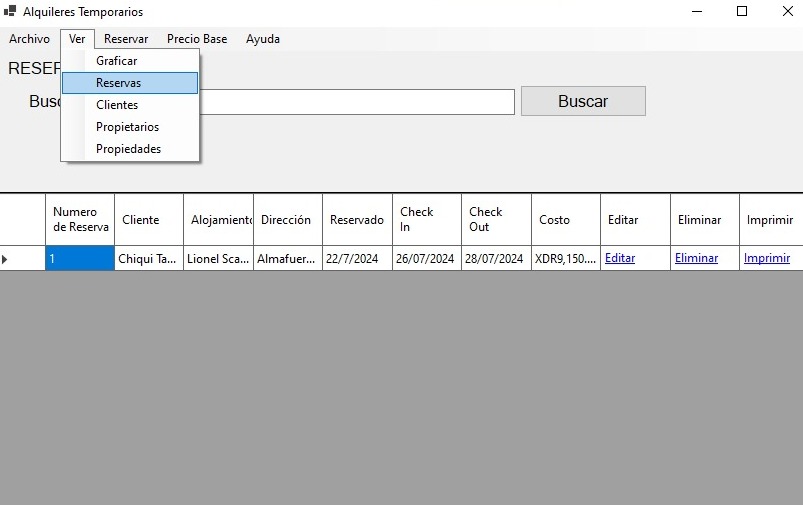 Alquileres Temporarios
Archivo Ver Reservar Precio Base Ayuda
Graficar
Reservas
Clientes
Propietarios
Propiedades
Buscar
Numero de Reserva Cliente Alojamiento Dirección Reservado Check In Check Out Costo Editar Eliminar Imprimir
1 Chiqui Ta... Lionel Sca... Almafuer... 22/7/2024 26/07/2024 28/07/2024 XDR9,150.... Editar Eliminar Imprimir